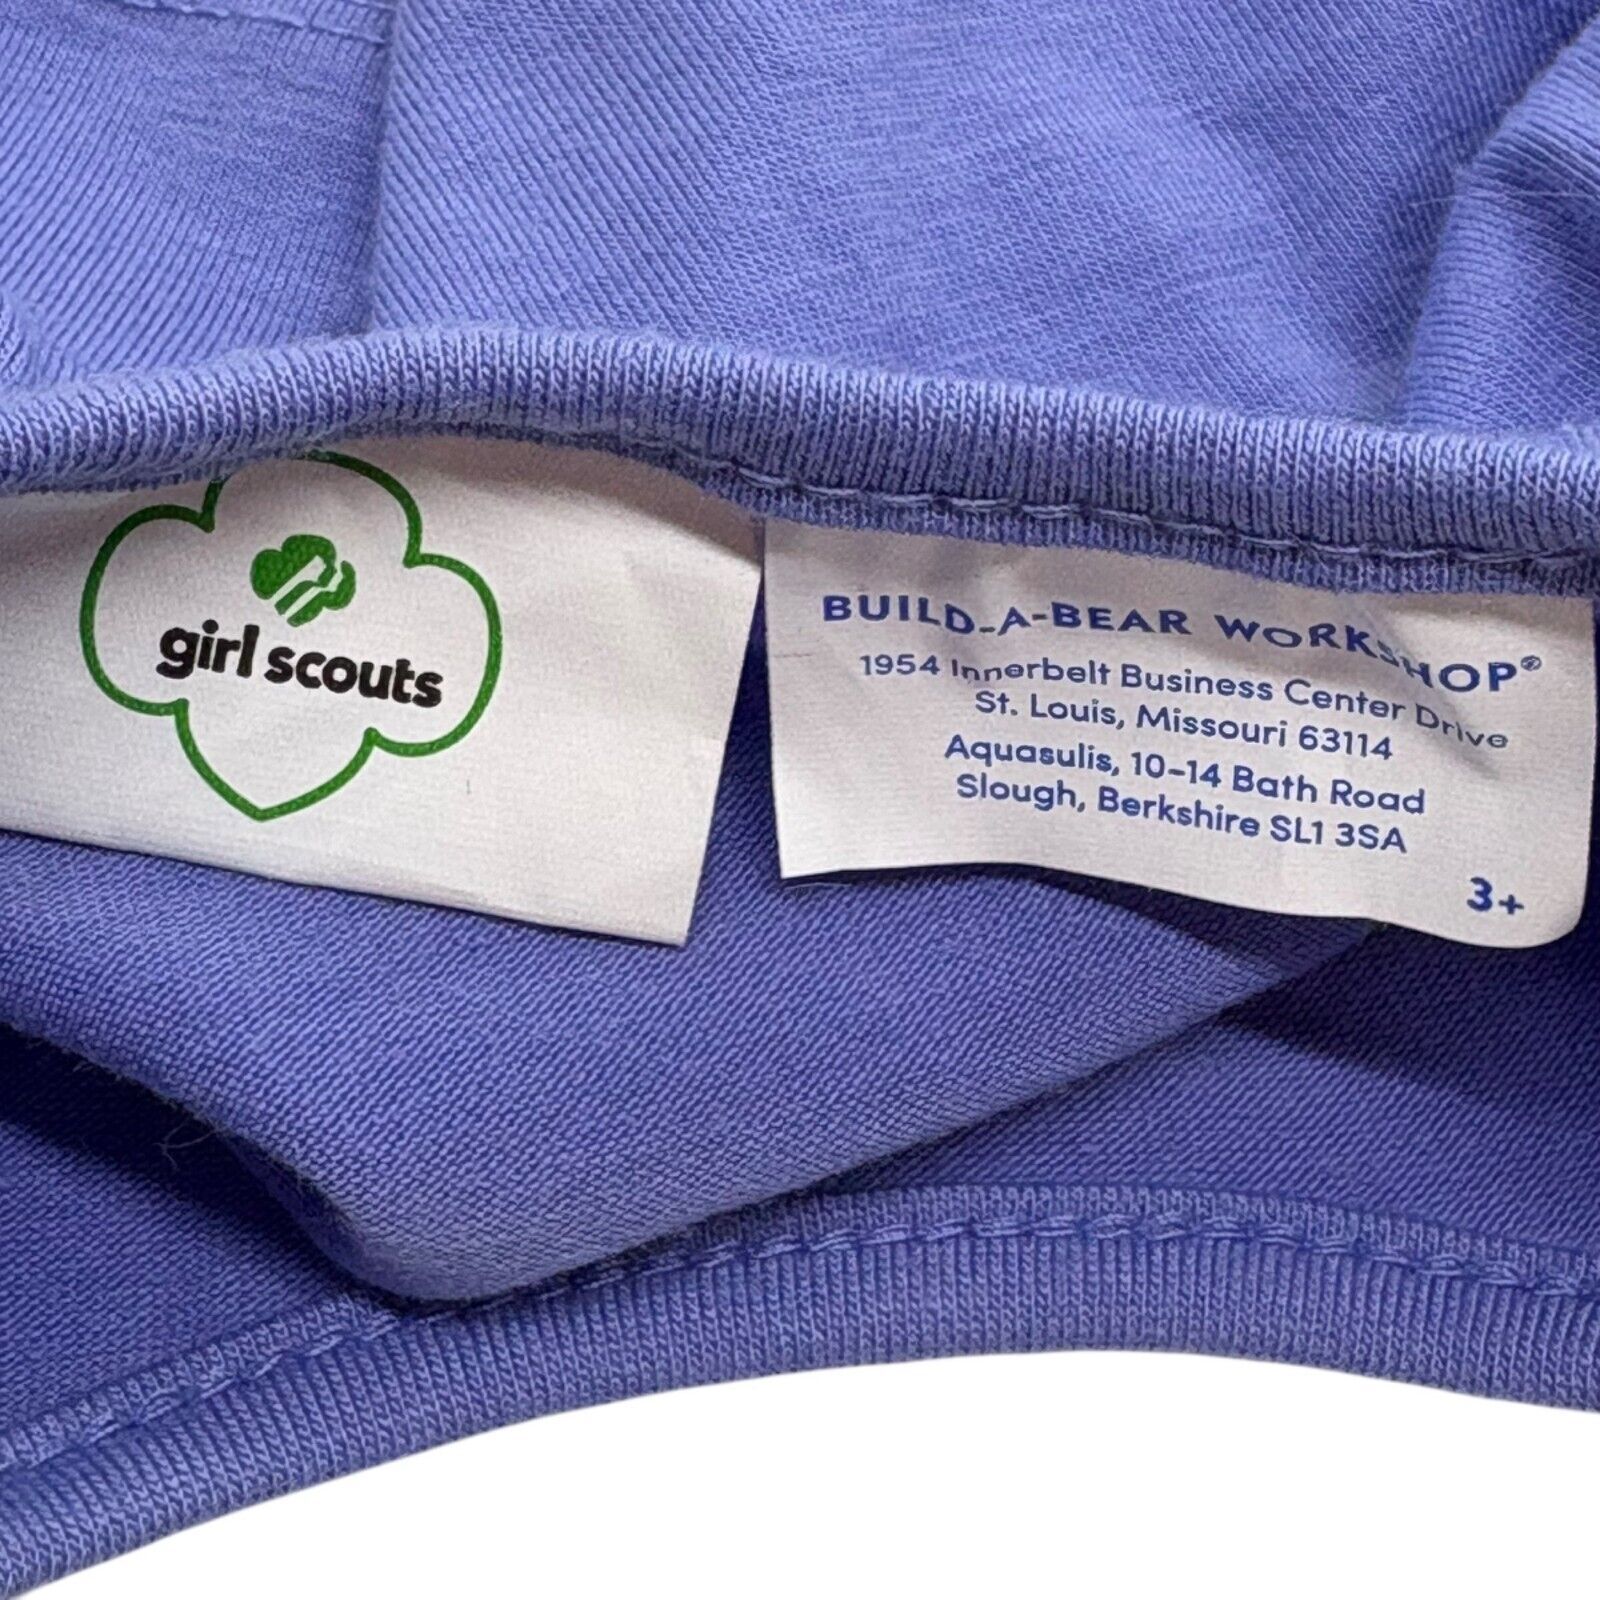 girl scouts
BUILD-A-BEAR WORKSHOP®
1954 Innerbelt Business Center Drive
St. Louis, Missouri 63114
Aquasulis, 10-14 Bath Road
Slough, Berkshire SL1 3SA
3+